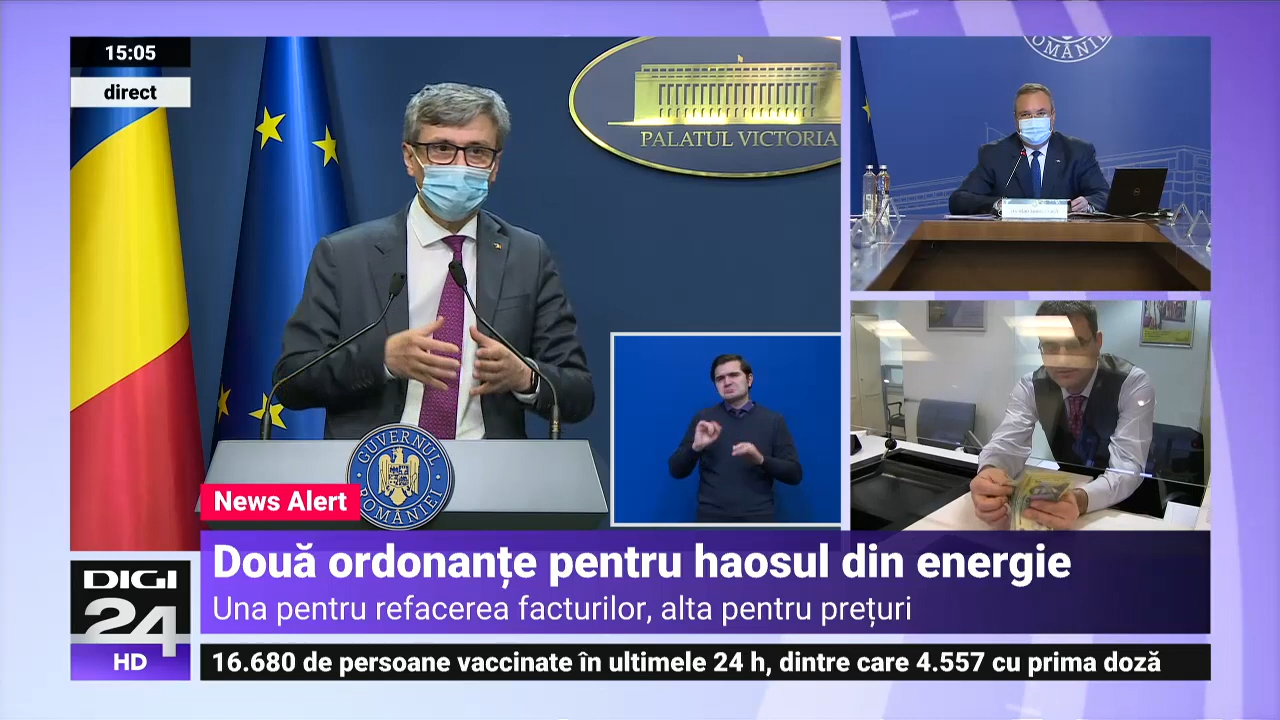 15:05
direct
PALATUL VICTORIA
ROMÂNIEI
GUVERNUL
ROMÂNIEI
News Alert
Două ordonanțe pentru haosul din energie
Una pentru refacerea facturilor, alta pentru prețuri
DIGI
24
HD
16.680 de persoane vaccinate în ultimele 24 h, dintre care 4.557 cu prima doză